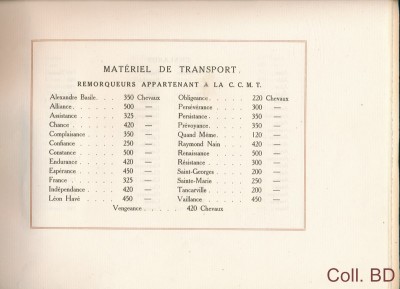 MATÉRIEL DE TRANSPORT.
REMORQUEURS APPARTENANT A LA C. C. M. T.
Alexandre Basile . . 350 Chevaux
Alliance . . . . . 500 —
Assistance . . . . 325 —
Chance . . . . . 420 —
Complaisance . . . 350 —
Confiance . . . . 250 —
Constance . . . . 500 —
Endurance . . . . 420 —
Espérance . . . . 450 —
France . . . . . 325 —
Indépendance . . . 420 —
Léon Havé . . . . 450 —
Obligeance . . . . 220 Chevaux
Persévérance . . . 300 —
Persistance . . . . 350 —
Prévoyance . . . . 350 —
Quand Même . . . 120 —
Raymond Nain . . . 420 —
Renaissance . . . . 500 —
Résistance . . . . 300 —
Saint-Georges . . . 200 —
Sainte-Marie . . . . 250 —
Tancarville . . . . 200 —
Vaillance . . . . . 450 —
Vengeance . . . . . 420 Chevaux
Coll. BD